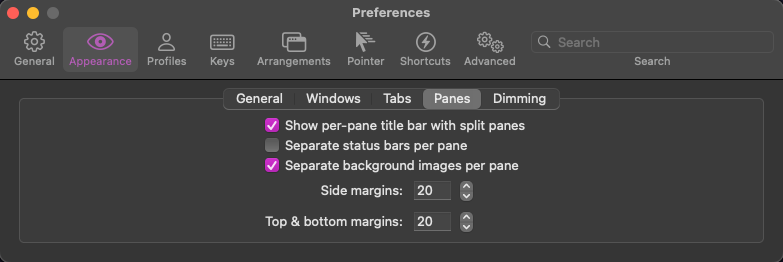 Preferences
General Appearance Profiles Keys Arrangements Pointer Shortcuts Advanced Search
Search
General Windows Tabs Panes Dimming
Show per-pane title bar with split panes
Separate status bars per pane
Separate background images per pane
Side margins: 20
Top & bottom margins: 20